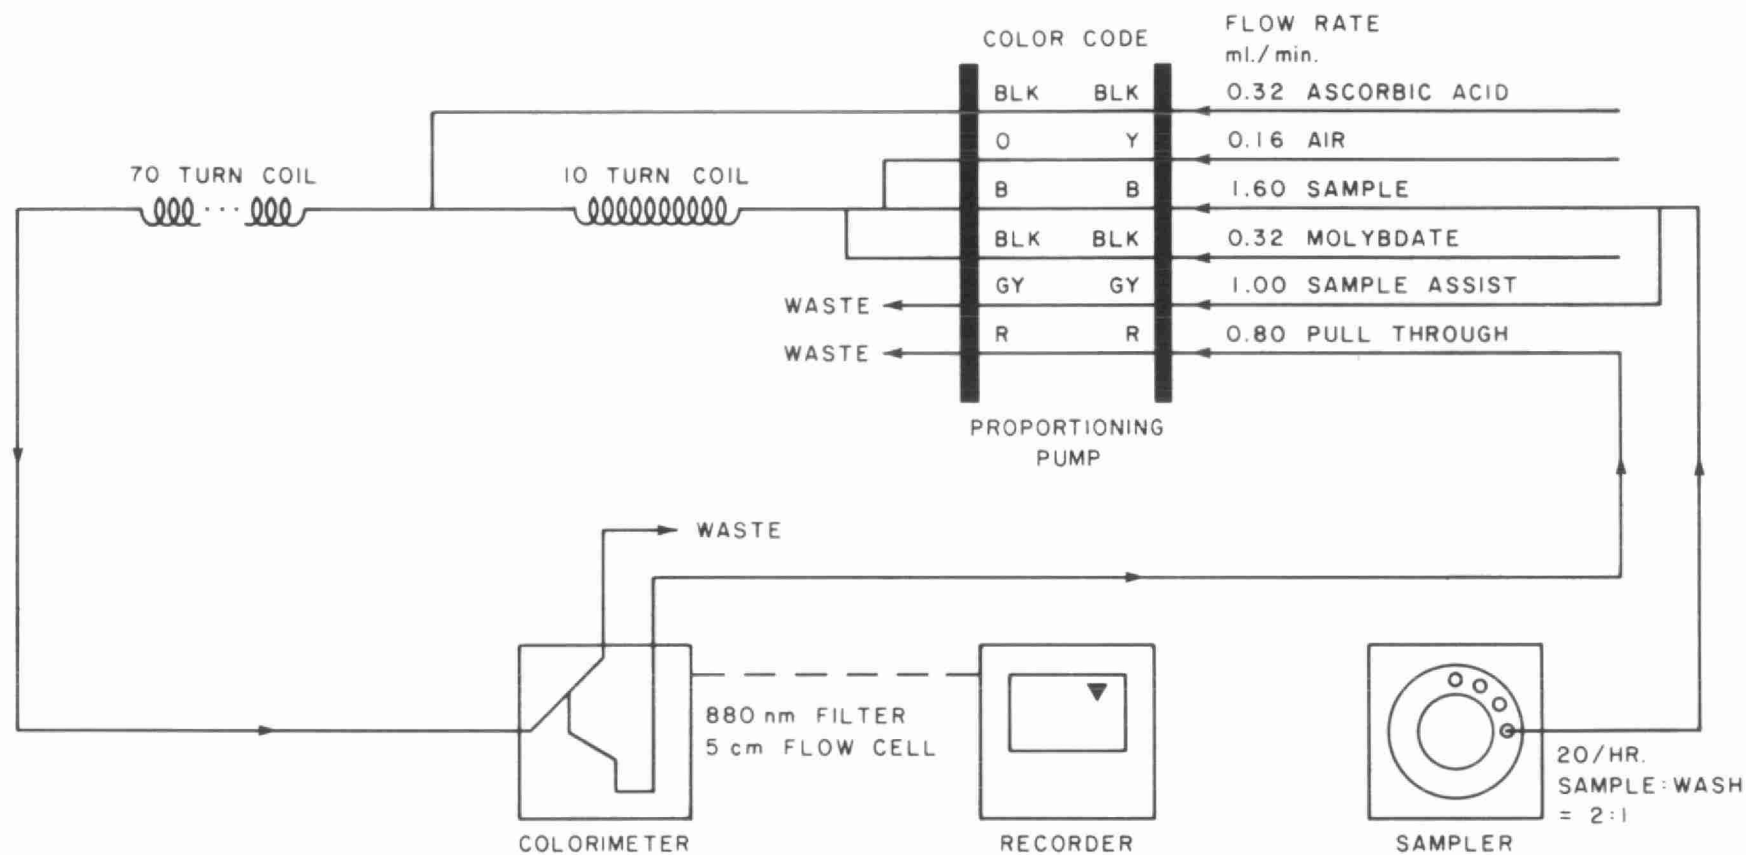 FLOW RATE
ml./min.
COLOR CODE
BLK BLK 0.32 ASCORBIC ACID
O Y 0.16 AIR
70 TURN COIL
10 TURN COIL
B B 1.60 SAMPLE
BLK BLK 0.32 MOLYBDATE
GY GY 1.00 SAMPLE ASSIST
WASTE
R R 0.80 PULL THROUGH
WASTE
PROPORTIONING
PUMP
WASTE
880 nm FILTER
5 cm FLOW CELL
20/HR.
SAMPLE:WASH
= 2:1
COLORIMETER
RECORDER
SAMPLER